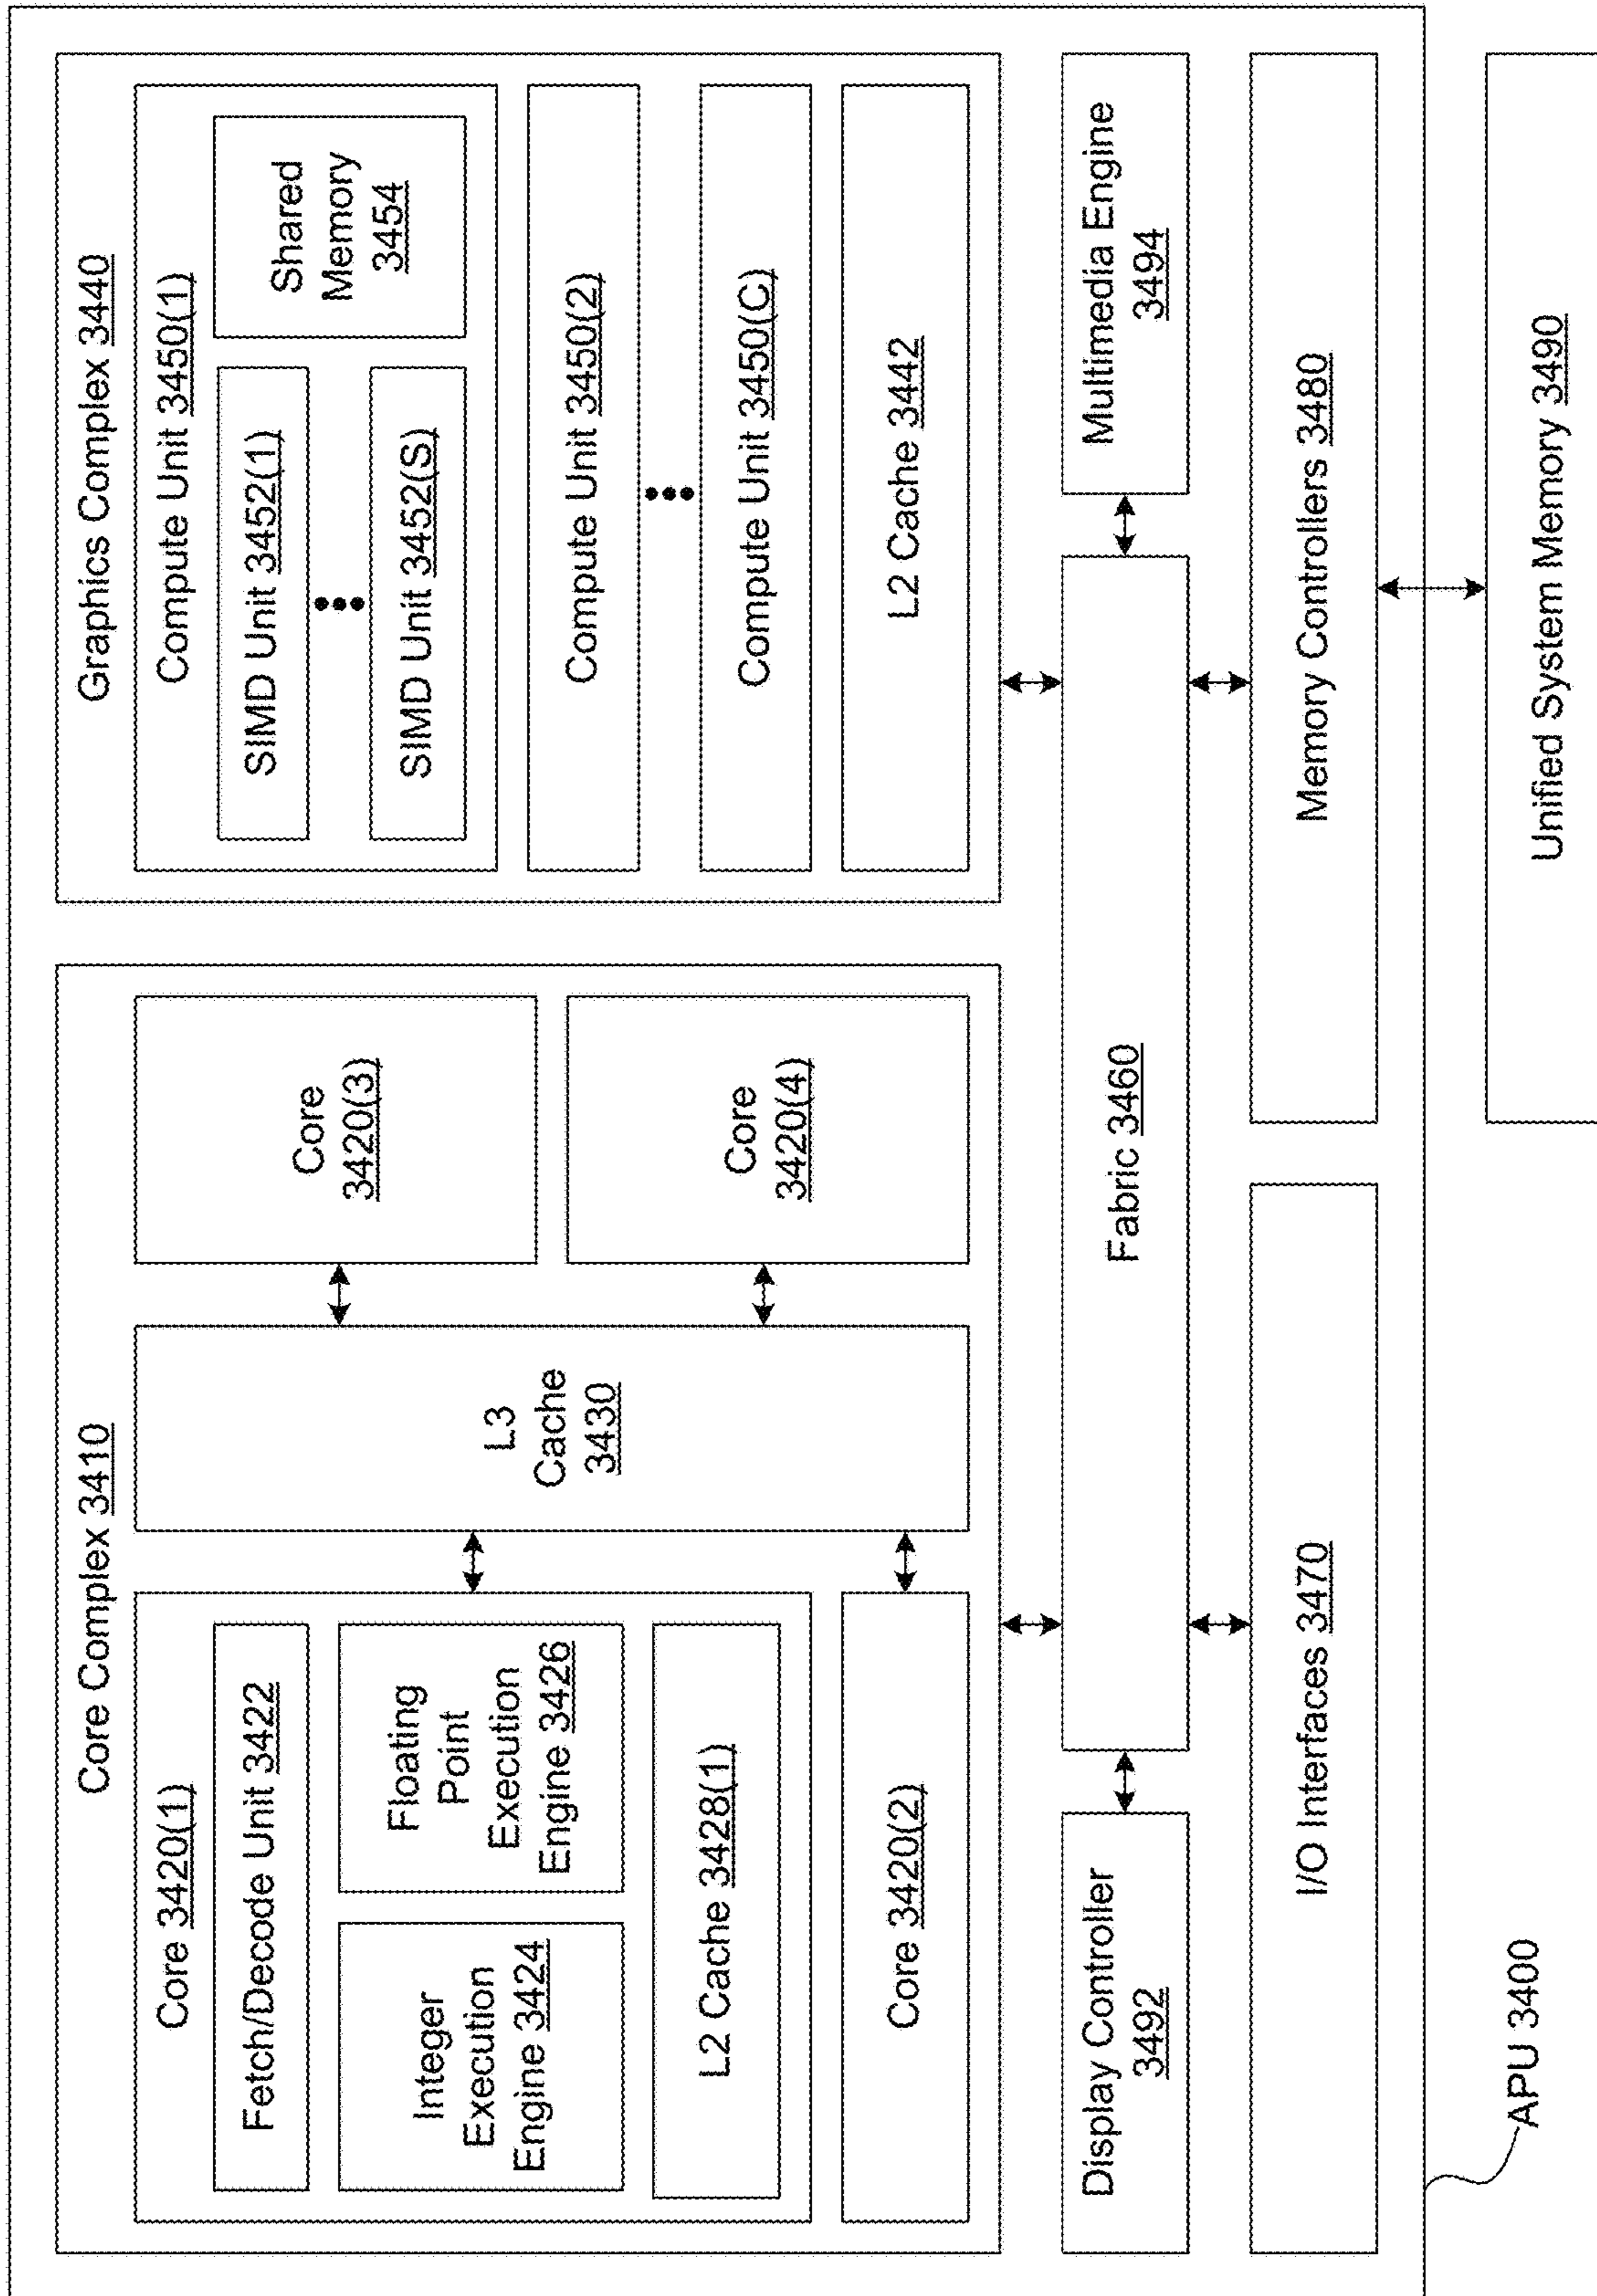 Core Complex 3410
Core 3420(1)
Fetch/Decode Unit 3422
Integer
Execution
Engine 3424
Floating
Point
Execution
Engine 3426
L2 Cache 3428(1)
Core 3420(2)
L3
Cache
3430
Core
3420(3)
Core
3420(4)
Graphics Complex 3440
Compute Unit 3450(1)
SIMD Unit 3452(1)
SIMD Unit 3452(S)
Shared
Memory
3454
Compute Unit 3450(2)
Compute Unit 3450(C)
L2 Cache 3442
Display Controller
3492
Fabric 3460
Multimedia Engine
3494
I/O Interfaces 3470
Memory Controllers 3480
APU 3400
Unified System Memory 3490